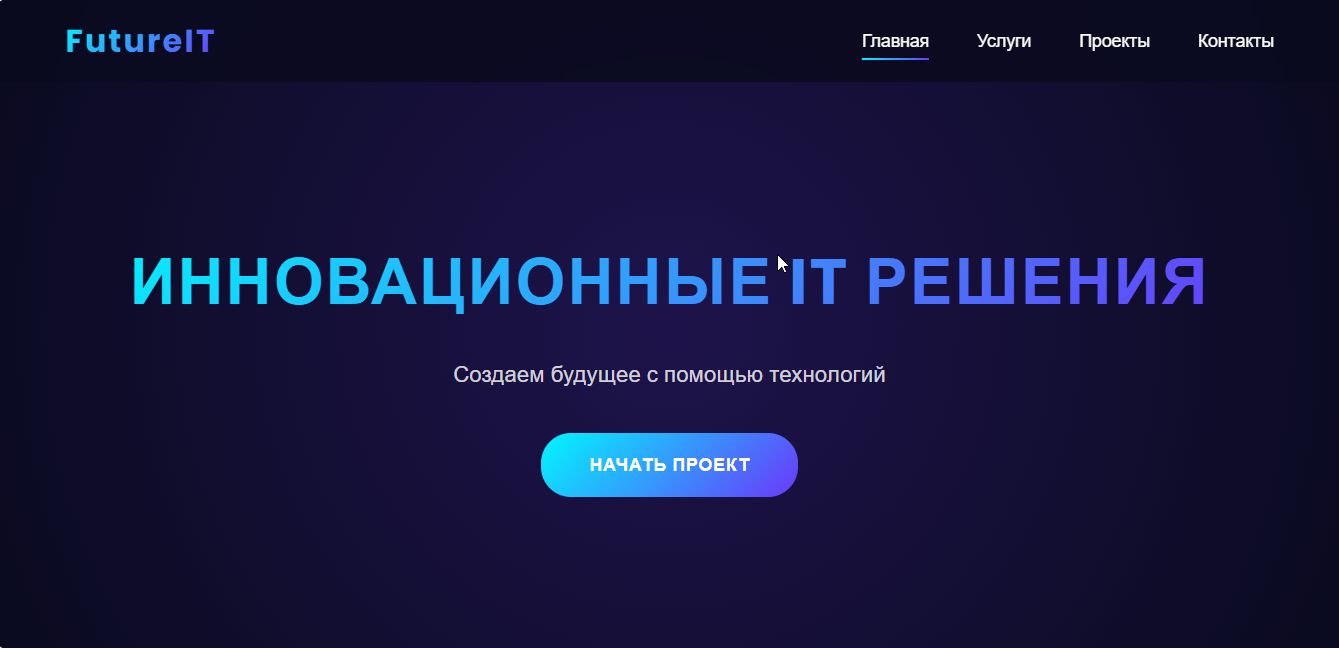 FutureIT
Главная Услуги Проекты Контакты
ИННОВАЦИОННЫЕ IT РЕШЕНИЯ
Создаем будущее с помощью технологий
НАЧАТЬ ПРОЕКТ